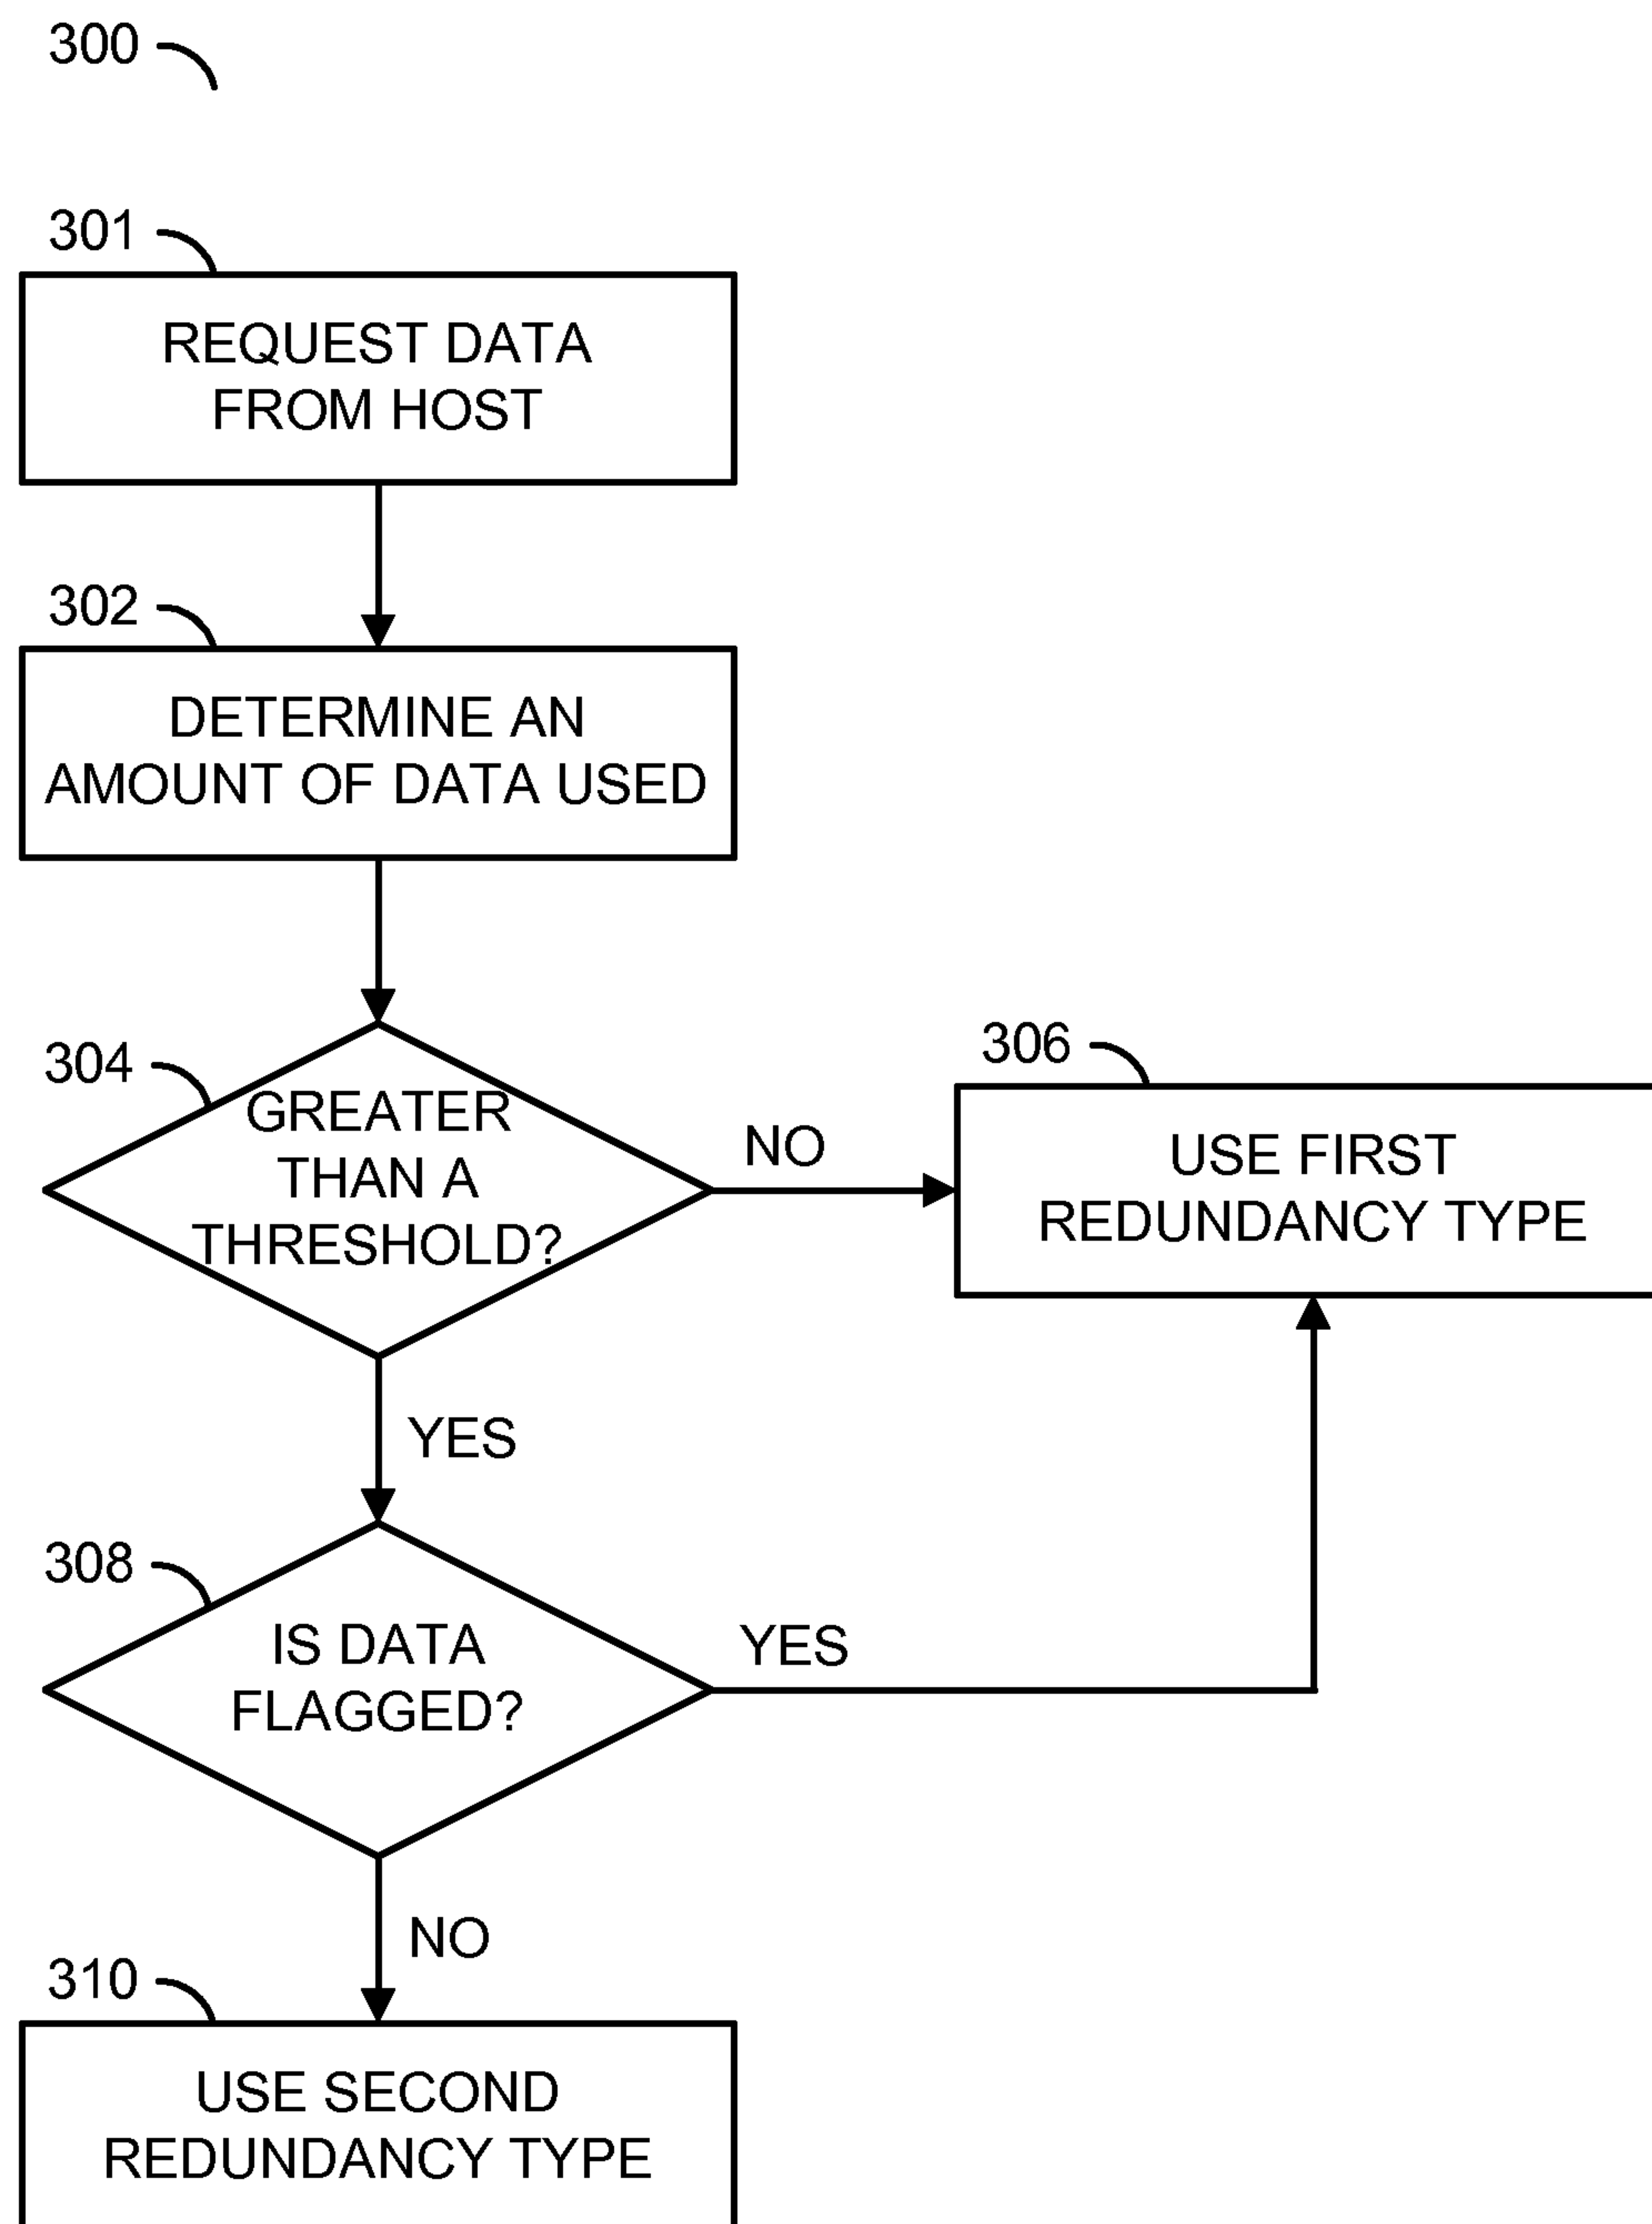 300
301
REQUEST DATA
FROM HOST
302
DETERMINE AN
AMOUNT OF DATA USED
304
GREATER
THAN A
THRESHOLD?
NO
306
USE FIRST
REDUNDANCY TYPE
YES
308
IS DATA
FLAGGED?
YES
NO
310
USE SECOND
REDUNDANCY TYPE